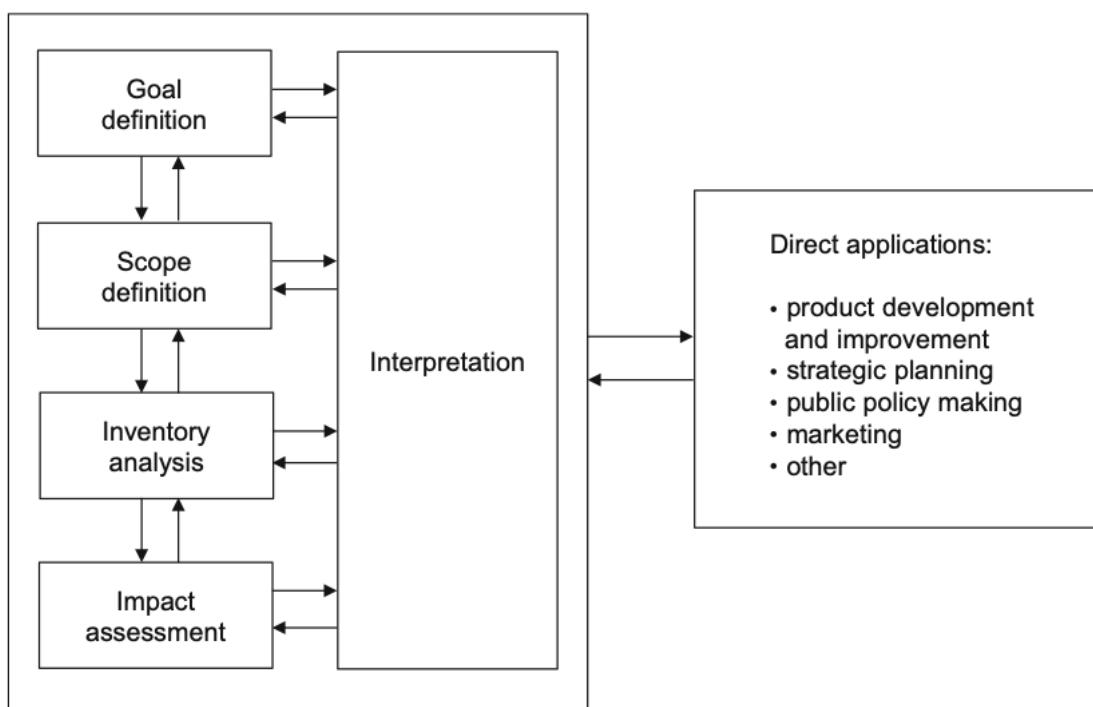 Goal
definition
Scope
definition
Inventory
analysis
Impact
assessment
Interpretation
Direct applications:
• product development
and improvement
• strategic planning
• public policy making
• marketing
• other